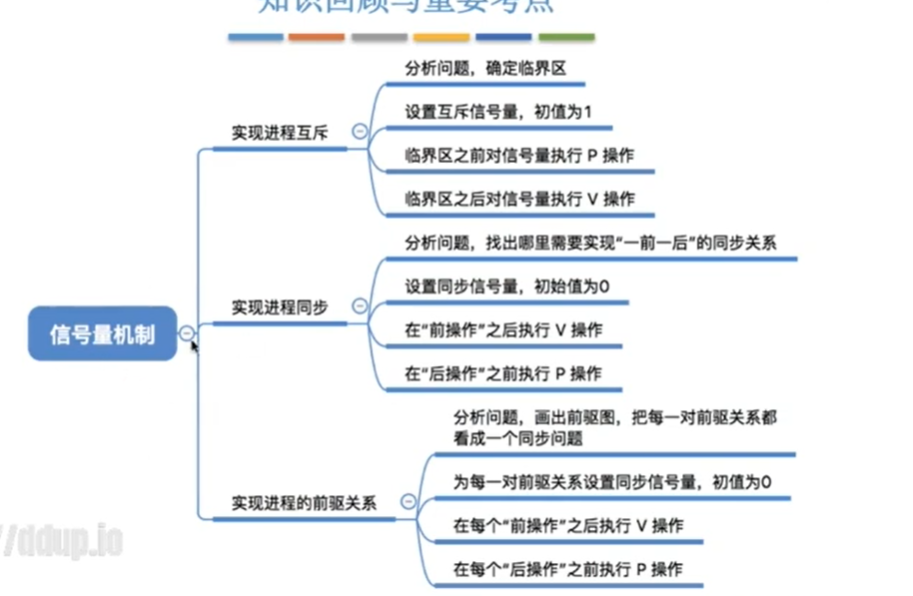 知识回顾与重要考点
分析问题，确定临界区
设置互斥信号量，初值为1
实现进程互斥
临界区之前对信号量执行 P 操作
临界区之后对信号量执行 V 操作
分析问题，找出哪里需要实现“一前一后”的同步关系
设置同步信号量，初始值为0
实现进程同步
在“前操作”之后执行 V 操作
在“后操作”之前执行 P 操作
信号量机制
分析问题，画出前驱图，把每一对前驱关系都
看成一个同步问题
为每一对前驱关系设置同步信号量，初值为0
实现进程的前驱关系
在每个“前操作”之后执行 V 操作
在每个“后操作”之前执行 P 操作
//ddup.io